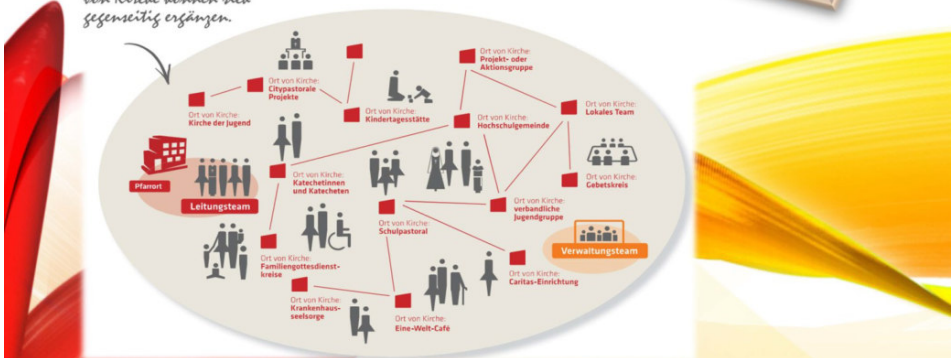 gegenseitig ergänzen.
Ort von Kirche:
Projekt- oder
Aktionsgruppe
Ort von Kirche:
Citypastorale
Projekte
Ort von Kirche:
Kirche der Jugend
Ort von Kirche:
Kindertagesstätte
Ort von Kirche:
Hochschulgemeinde
Ort von Kirche:
Lokales Team
Pfarrort
Leitungsteam
Ort von Kirche:
Katechetinnen
und Katecheten
Ort von Kirche:
Gebetskreis
Ort von Kirche:
Schulpastoral
Ort von Kirche:
verbandliche
Jugendgruppe
Verwaltungsteam
Ort von Kirche:
Familiengottesdienst-
kreise
Ort von Kirche:
Caritas-Einrichtung
Ort von Kirche:
Krankenhaus-
seelsorge
Ort von Kirche:
Eine-Welt-Café